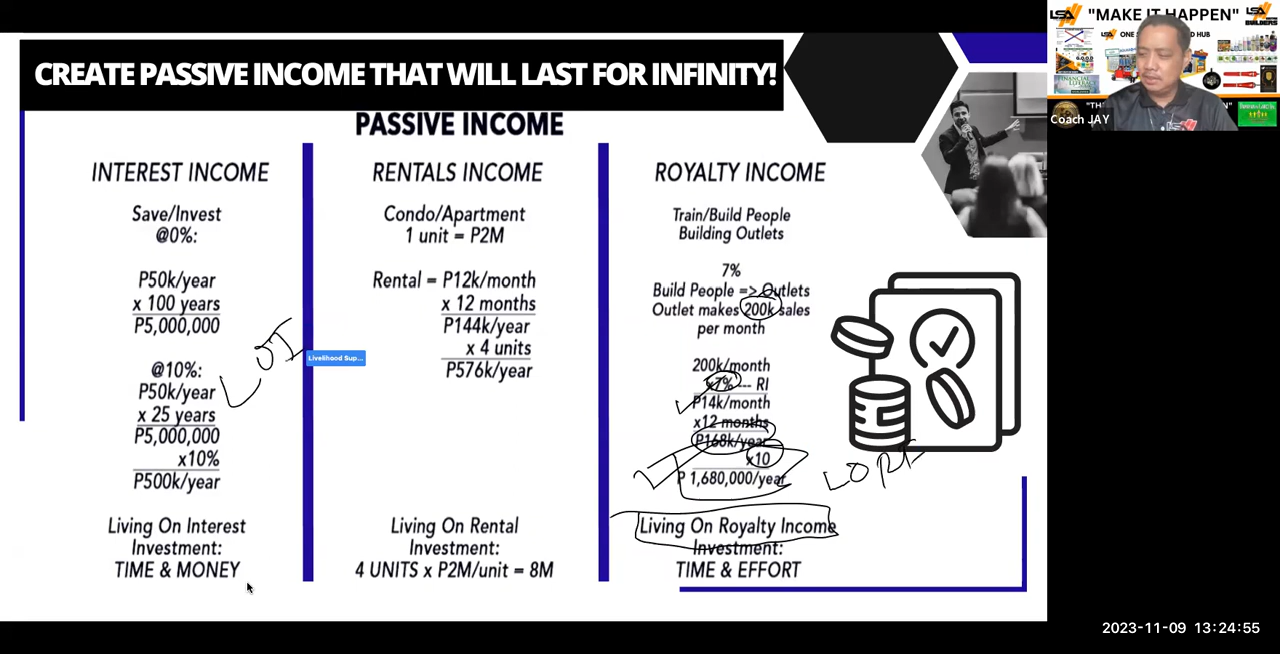 CREATE PASSIVE INCOME THAT WILL LAST FOR INFINITY!
PASSIVE INCOME
INTEREST INCOME
Save/Invest
@0%:
P50k/year
x 100 years
P5,000,000
@10%:
P50k/year
x 25 years
P5,000,000
x10%
P500k/year
Living On Interest
Investment:
TIME & MONEY
LOI
Livelihood Sup...
RENTALS INCOME
Condo/Apartment
1 unit = P2M
Rental = P12k/month
x 12 months
P144k/year
x 4 units
P576k/year
Living On Rental
Investment:
4 UNITS x P2M/unit = 8M
ROYALTY INCOME
Train/Build People
Building Outlets
7%
Build People => Outlets
Outlet makes 200k sales
per month
200k/month
x7% --- RI
P14k/month
x12 months
P168k/year
x10
P 1,680,000/year
Living On Royalty Income
Investment:
TIME & EFFORT
LORI
LSA
"MAKE IT HAPPEN"
LSA
BUILDERS
ONE
HUB
Coach JAY
2023-11-09 13:24:55